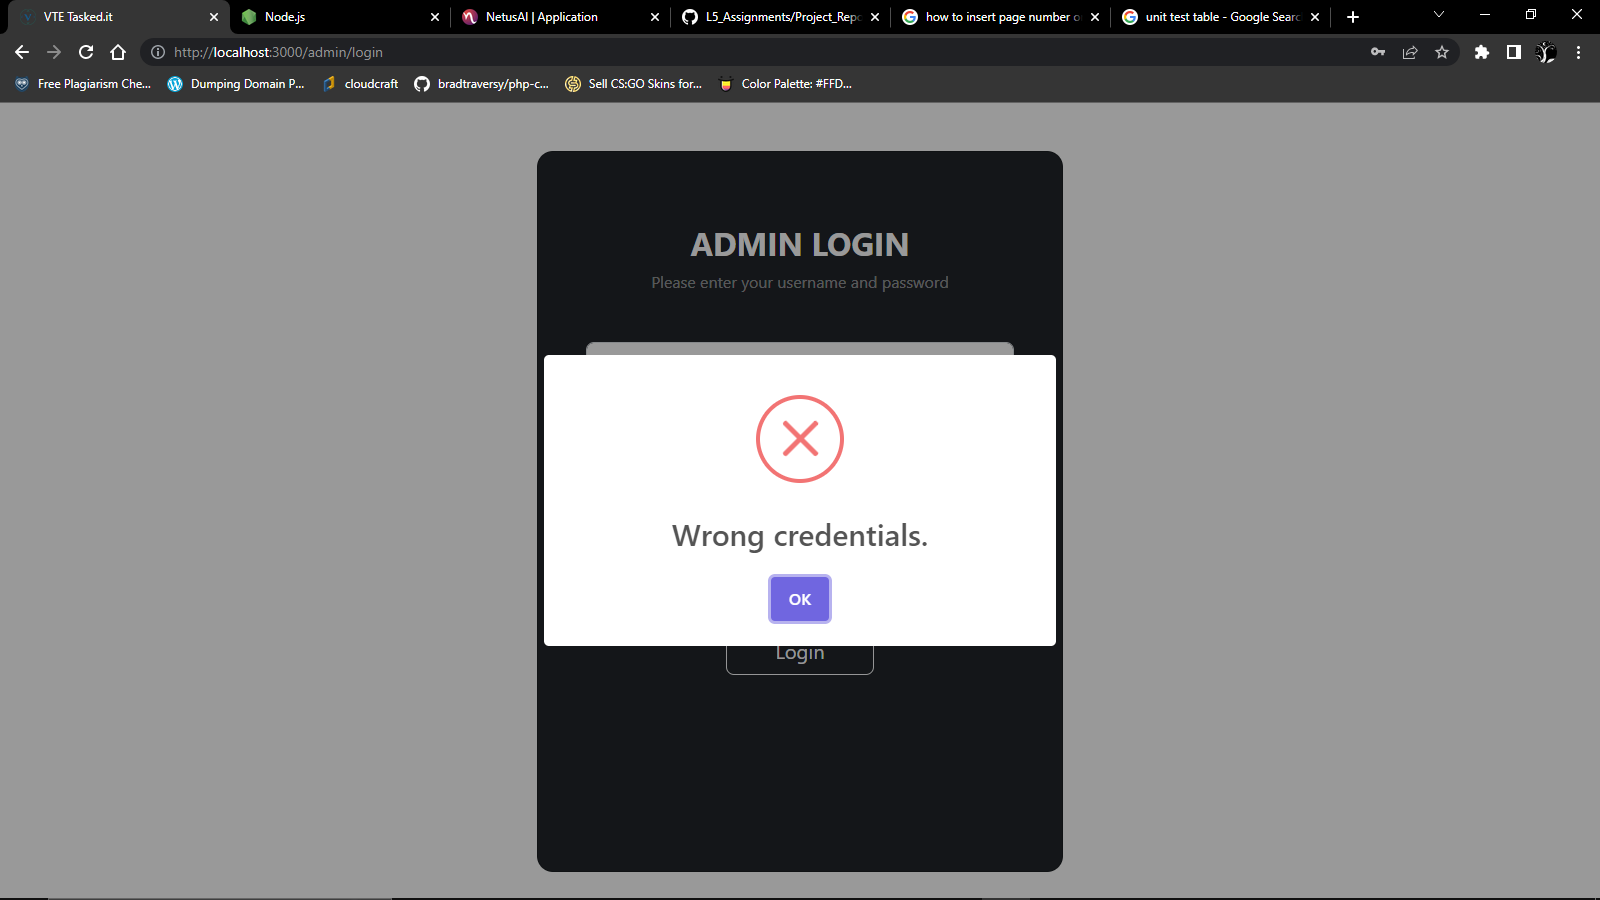 VTE Tasked.it
Node.js
NetusAI | Application
L5_Assignments/Project_Repo
how to insert page number o
unit test table - Google Searc
http://localhost:3000/admin/login
Free Plagiarism Che...
Dumping Domain P...
cloudcraft
bradtraversy/php-c...
Sell CS:GO Skins for...
Color Palette: #FFD...
ADMIN LOGIN
Please enter your username and password
Wrong credentials.
OK
Login